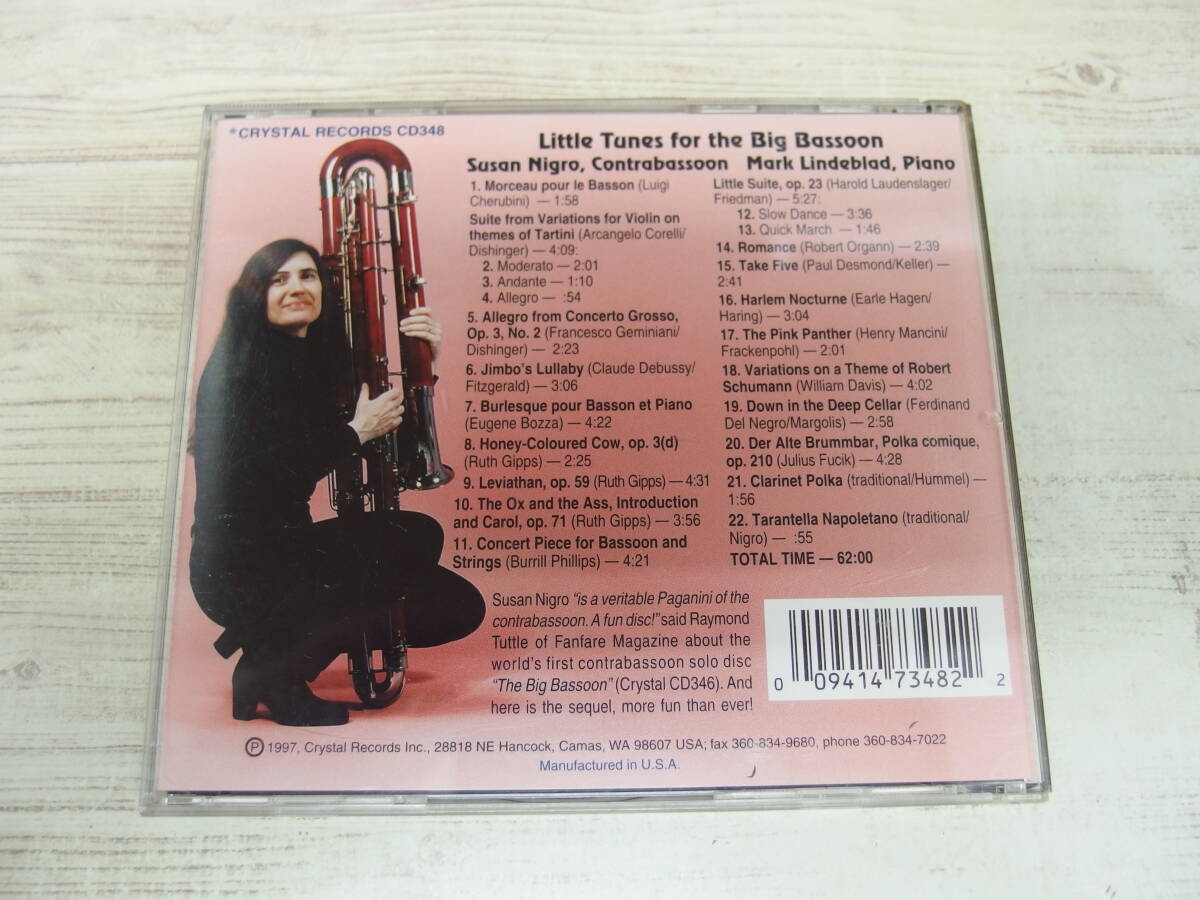 *CRYSTAL RECORDS CD348
Little Tunes for the Big Bassoon
Susan Nigro, Contrabassoon Mark Lindeblad, Piano
1. Morceau pour le Basson (Luigi
Cherubini) — 1:58
Suite from Variations for Violin on
themes of Tartini (Arcangelo Corelli/
Dishinger) — 4:09:
2. Moderato — 2:01
3. Andante — 1:10
4. Allegro — :54
5. Allegro from Concerto Grosso,
Op. 3, No. 2 (Francesco Geminiani/
Dishinger) — 2:23
6. Jimbo's Lullaby (Claude Debussy/
Fitzgerald) — 3:06
7. Burlesque pour Basson et Piano
(Eugene Bozza) — 4:22
8. Honey-Coloured Cow, op. 3(d)
(Ruth Gipps) — 2:25
9. Leviathan, op. 59 (Ruth Gipps) — 4:31
10. The Ox and the Ass, Introduction
and Carol, op. 71 (Ruth Gipps) — 3:56
11. Concert Piece for Bassoon and
Strings (Burrill Phillips) — 4:21
Little Suite, op. 23 (Harold Laudenslager/
Friedman) — 5:27:
12. Slow Dance — 3:36
13. Quick March — 1:46
14. Romance (Robert Organn) — 2:39
15. Take Five (Paul Desmond/Keller) —
2:41
16. Harlem Nocturne (Earle Hagen/
Haring) — 3:04
17. The Pink Panther (Henry Mancini/
Frackenpohl) — 2:01
18. Variations on a Theme of Robert
Schumann (William Davis) — 4:02
19. Down in the Deep Cellar (Ferdinand
Del Negro/Margolis) — 2:58
20. Der Alte Brummbar, Polka comique,
op. 210 (Julius Fucik) — 4:28
21. Clarinet Polka (traditional/Hummel) —
1:56
22. Tarantella Napoletano (traditional/
Nigro) — :55
TOTAL TIME — 62:00
Susan Nigro "is a veritable Paganini of the
contrabassoon. A fun disc!" said Raymond
Tuttle of Fanfare Magazine about the
world's first contrabassoon solo disc
"The Big Bassoon" (Crystal CD346). And
here is the sequel, more fun than ever!
0 09414 73482 2
Ⓟ 1997, Crystal Records Inc., 28818 NE Hancock, Camas, WA 98607 USA; fax 360-834-9680, phone 360-834-7022
Manufactured in U.S.A.